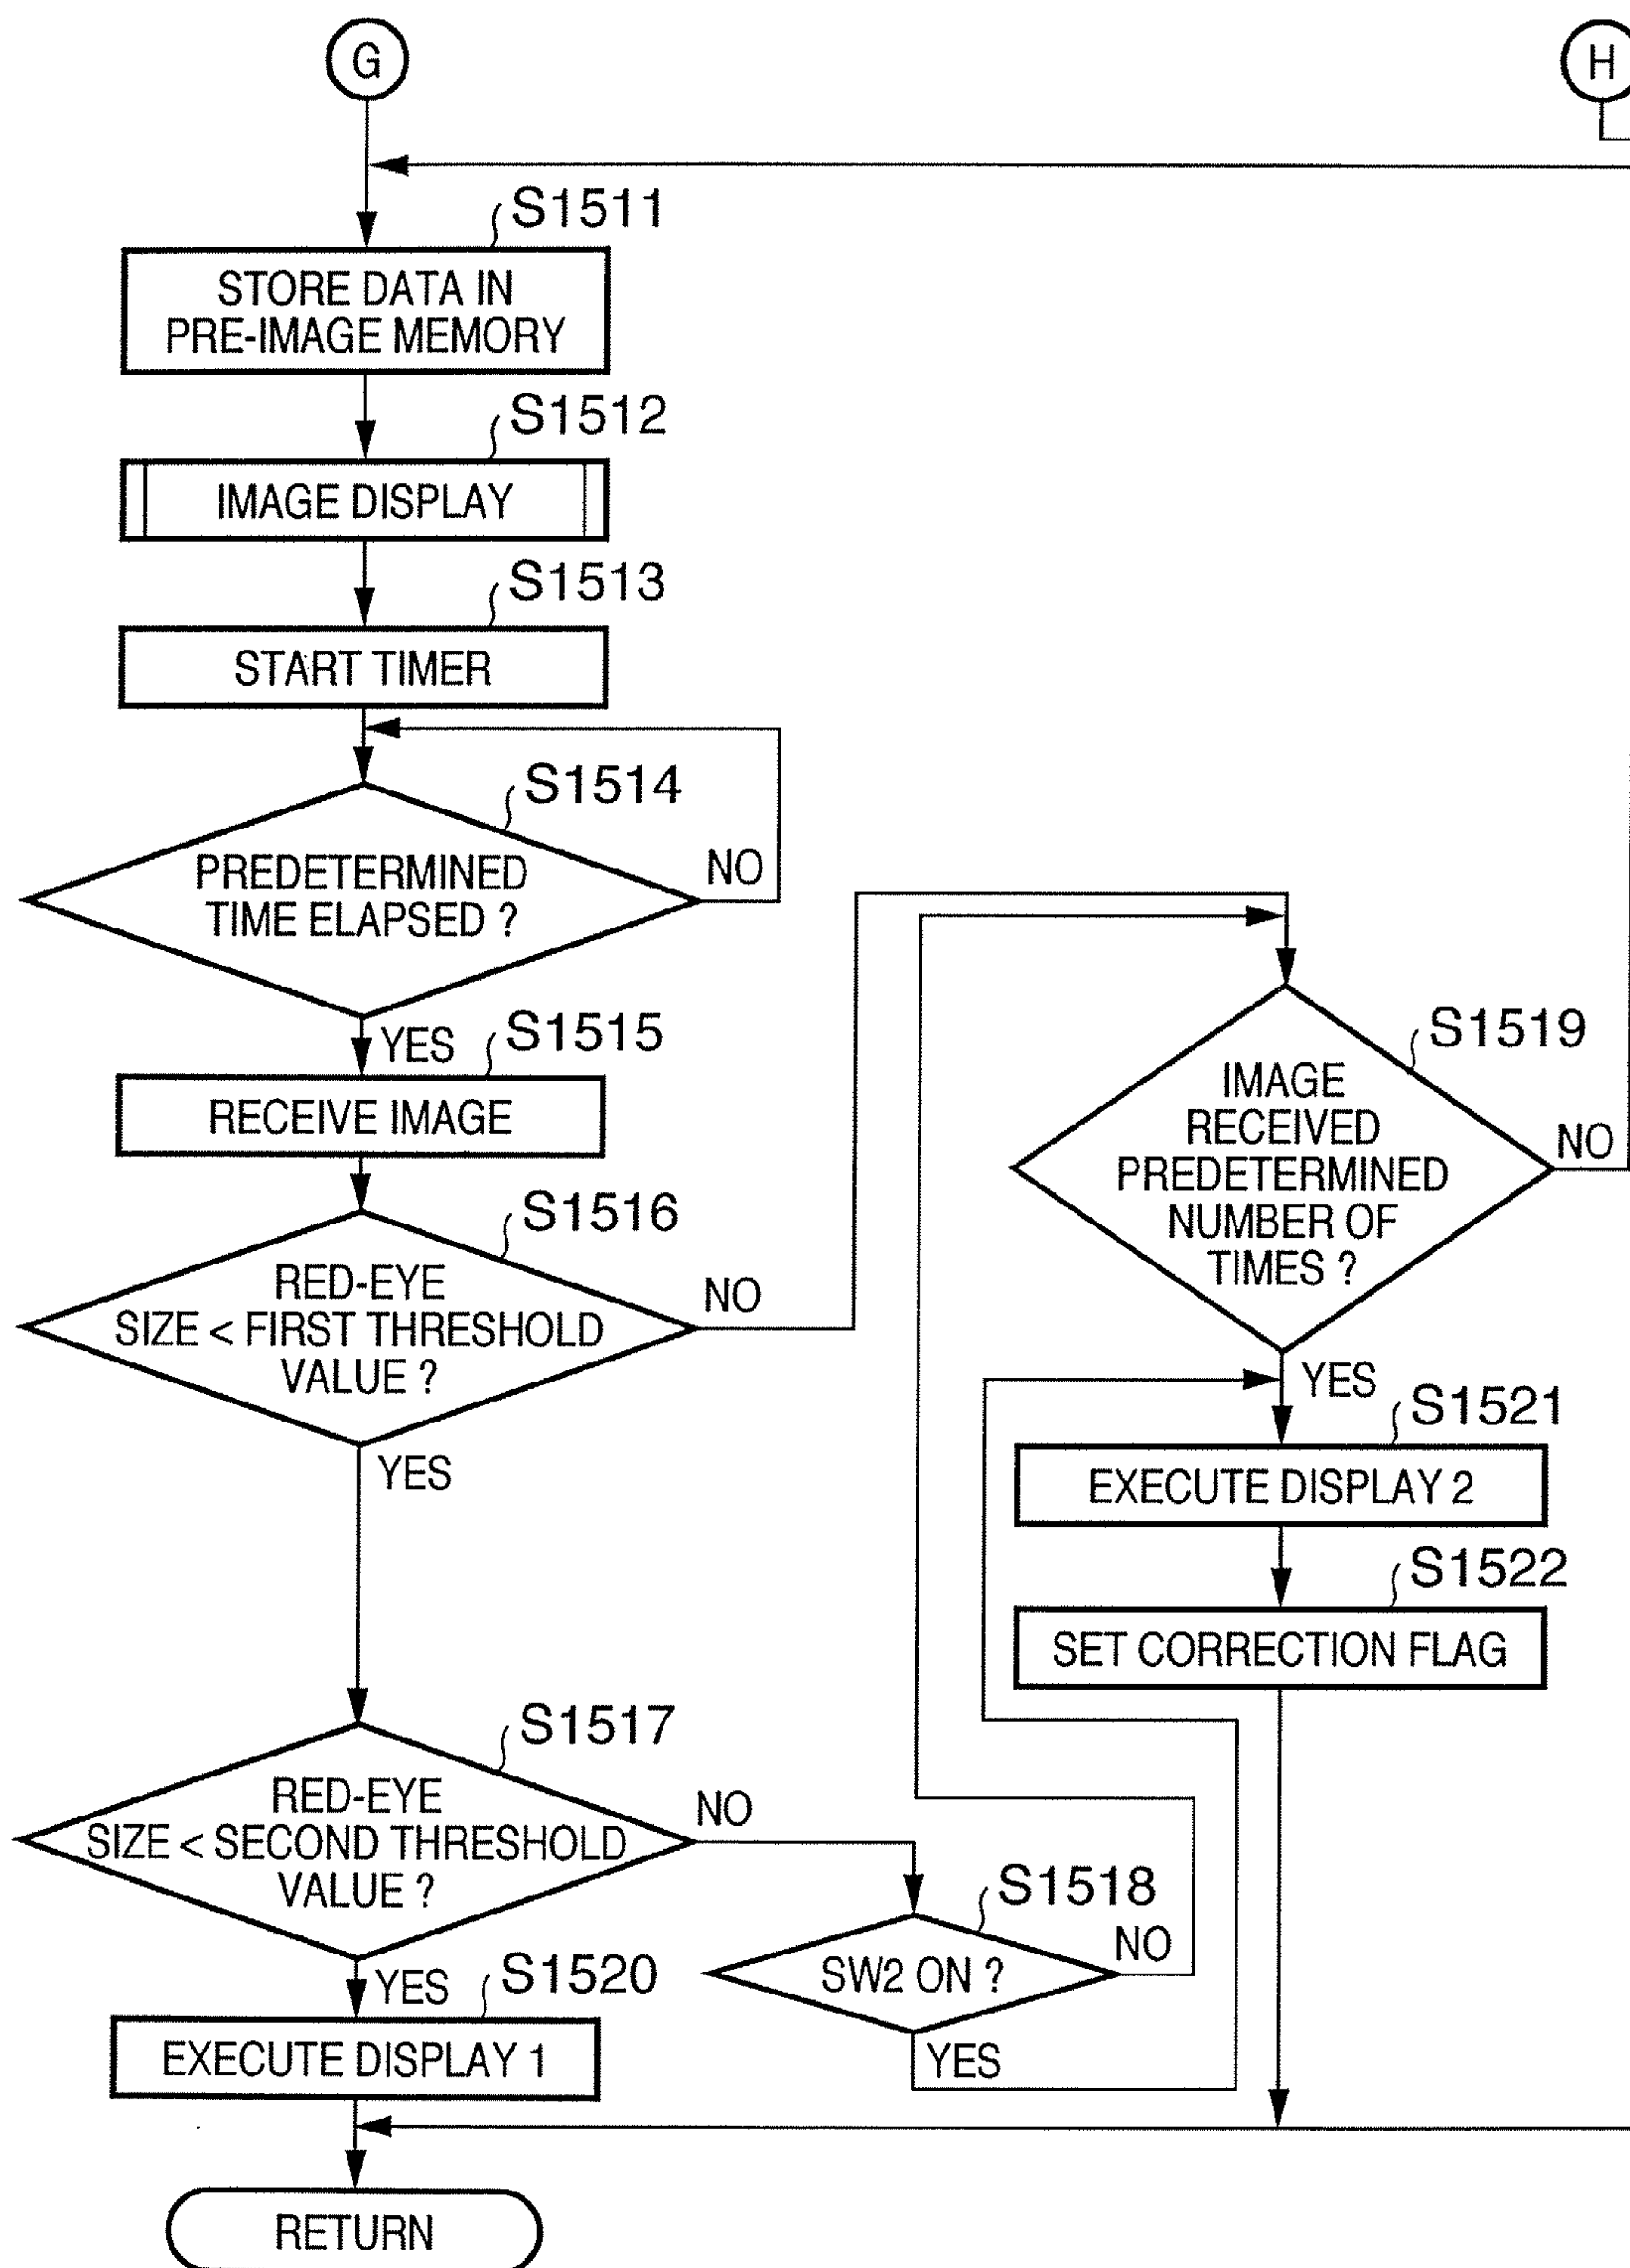 G
H
S1511
STORE DATA IN
PRE-IMAGE MEMORY
S1512
IMAGE DISPLAY
S1513
START TIMER
S1514
PREDETERMINED
TIME ELAPSED ?
NO
YES
S1515
RECEIVE IMAGE
S1516
RED-EYE
SIZE < FIRST THRESHOLD
VALUE ?
NO
YES
S1517
RED-EYE
SIZE < SECOND THRESHOLD
VALUE ?
NO
YES
S1518
SW2 ON ?
NO
YES
S1519
IMAGE
RECEIVED
PREDETERMINED
NUMBER OF
TIMES ?
NO
YES
S1521
EXECUTE DISPLAY 2
S1522
SET CORRECTION FLAG
S1520
EXECUTE DISPLAY 1
RETURN